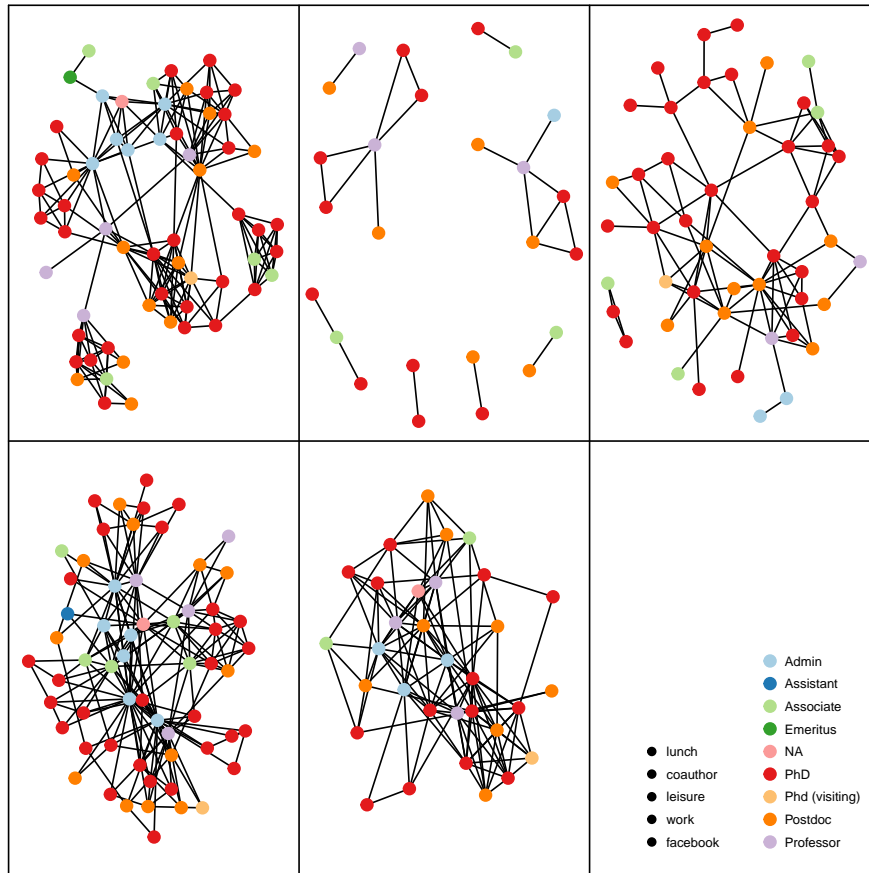 Admin
Assistant
Associate
Emeritus
lunch NA
coauthor PhD
leisure Phd (visiting)
work Postdoc
facebook Professor